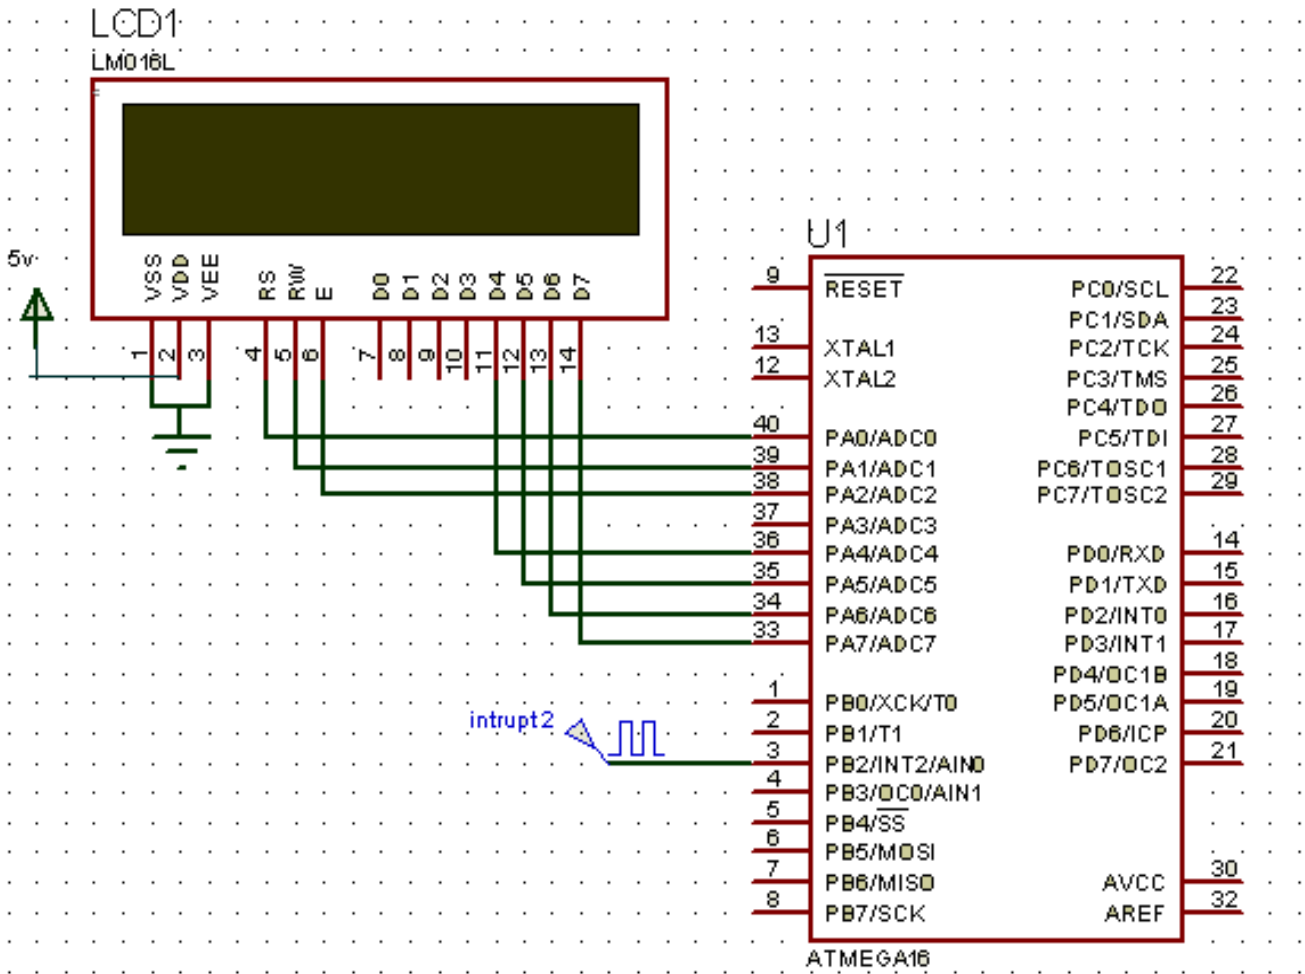 LCD1
LM016L
5v
VSS
VDD
VEE
RS
RW
E
D0
D1
D2
D3
D4
D5
D6
D7
1
2
3
4
5
6
7
8
9
10
11
12
13
14
U1
9 RESET PC0/SCL 22
PC1/SDA 23
13 XTAL1 PC2/TCK 24
12 XTAL2 PC3/TMS 25
PC4/TDO 26
40 PA0/ADC0 PC5/TDI 27
39 PA1/ADC1 PC6/TOSC1 28
38 PA2/ADC2 PC7/TOSC2 29
37 PA3/ADC3
36 PA4/ADC4 PD0/RXD 14
35 PA5/ADC5 PD1/TXD 15
34 PA6/ADC6 PD2/INT0 16
33 PA7/ADC7 PD3/INT1 17
PD4/OC1B 18
1 PB0/XCK/T0 PD5/OC1A 19
intrupt2
2 PB1/T1 PD6/ICP 20
3 PB2/INT2/AIN0 PD7/OC2 21
4 PB3/OC0/AIN1
5 PB4/SS
6 PB5/MOSI
7 PB6/MISO AVCC 30
8 PB7/SCK AREF 32
ATMEGA16